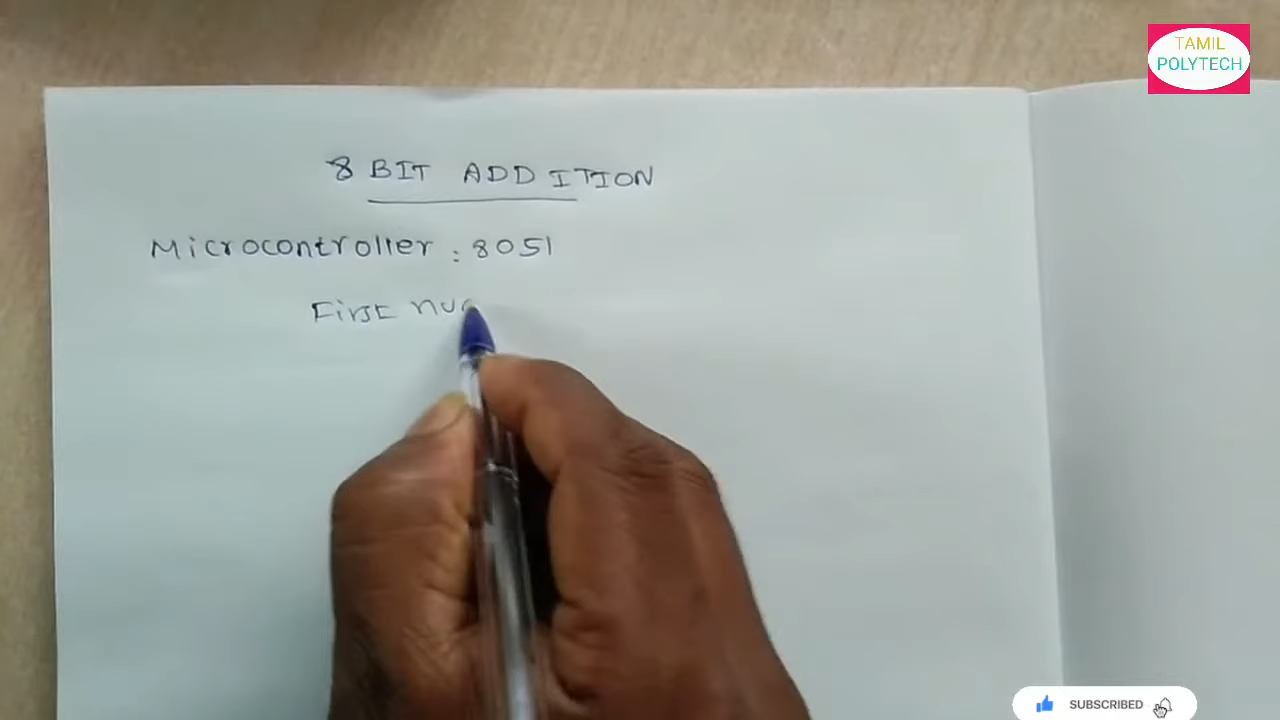 TAMIL
POLYTECH
8 BIT ADDITION
Microcontroller : 8051
First
SUBSCRIBED